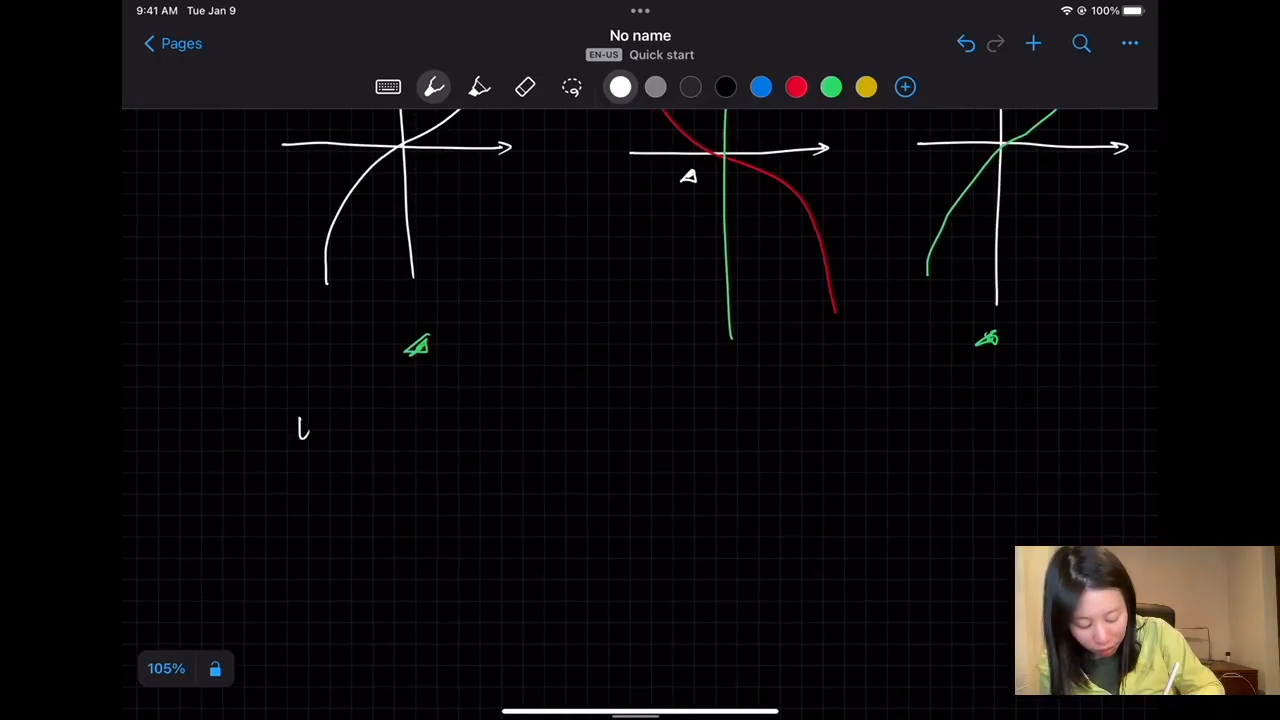 9:41 AM Tue Jan 9
100%
Pages
No name
EN-US Quick start
105%